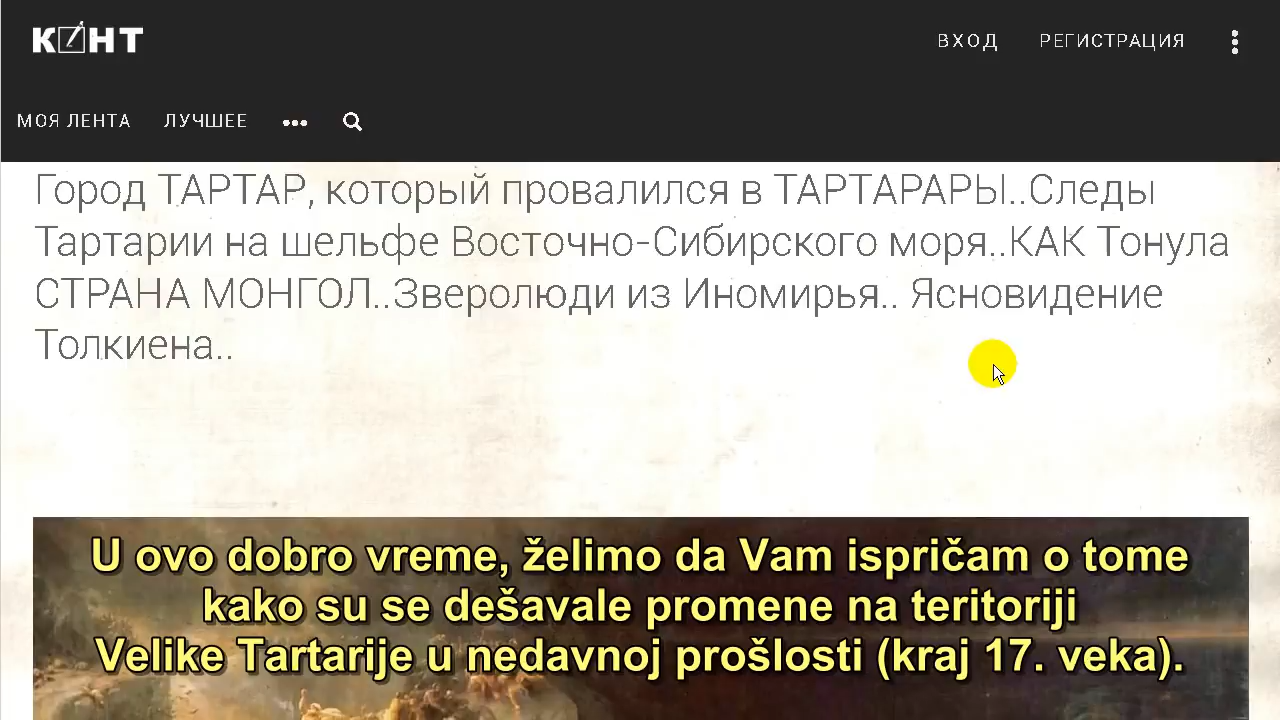 КОНТ
ВХОД
РЕГИСТРАЦИЯ
МОЯ ЛЕНТА
ЛУЧШЕЕ
Город ТАРТАР, который провалился в ТАРТАРАРЫ..Следы
Тартарии на шельфе Восточно-Сибирского моря..КАК Тонула
СТРАНА МОНГОЛ..Зверолюди из Иномирья.. Ясновидение
Толкиена..
U ovo dobro vreme, želimo da Vam ispričam o tome
kako su se dešavale promene na teritoriji
Velike Tartarije u nedavnoj prošlosti (kraj 17. veka).